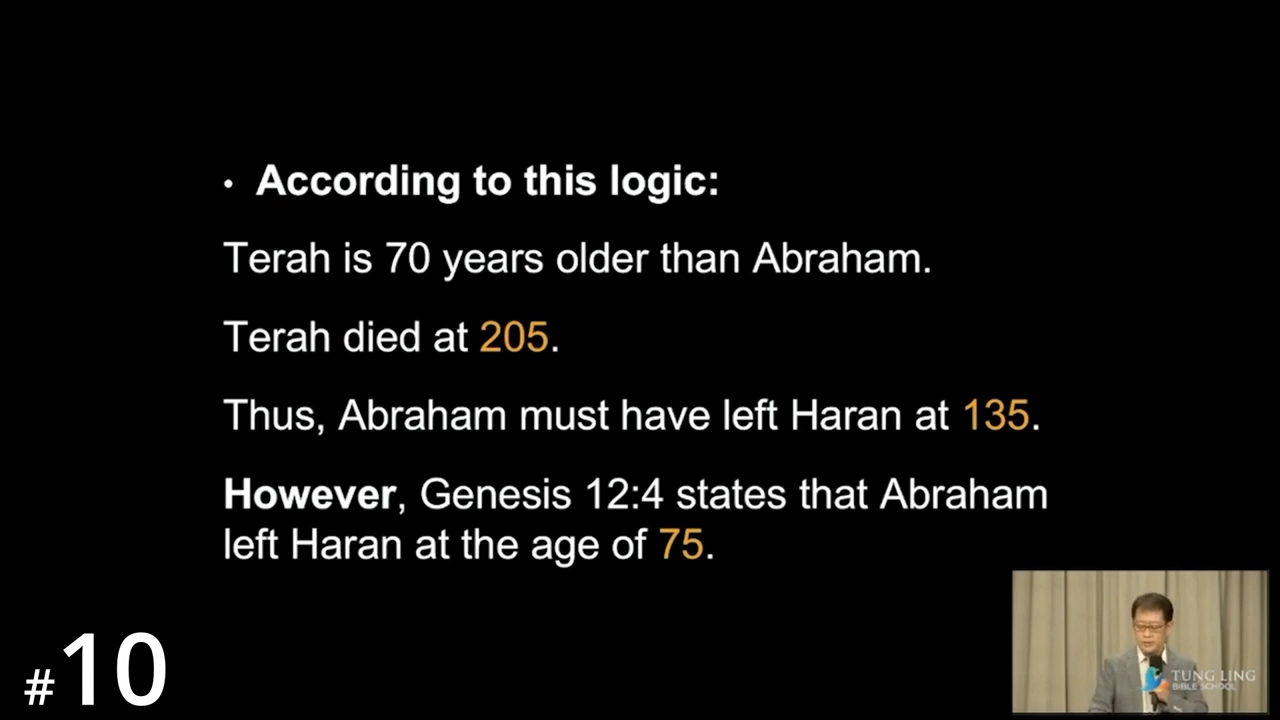 • According to this logic:
Terah is 70 years older than Abraham.
Terah died at 205.
Thus, Abraham must have left Haran at 135.
However, Genesis 12:4 states that Abraham
left Haran at the age of 75.
#10
TUNG LING
BIBLE SCHOOL